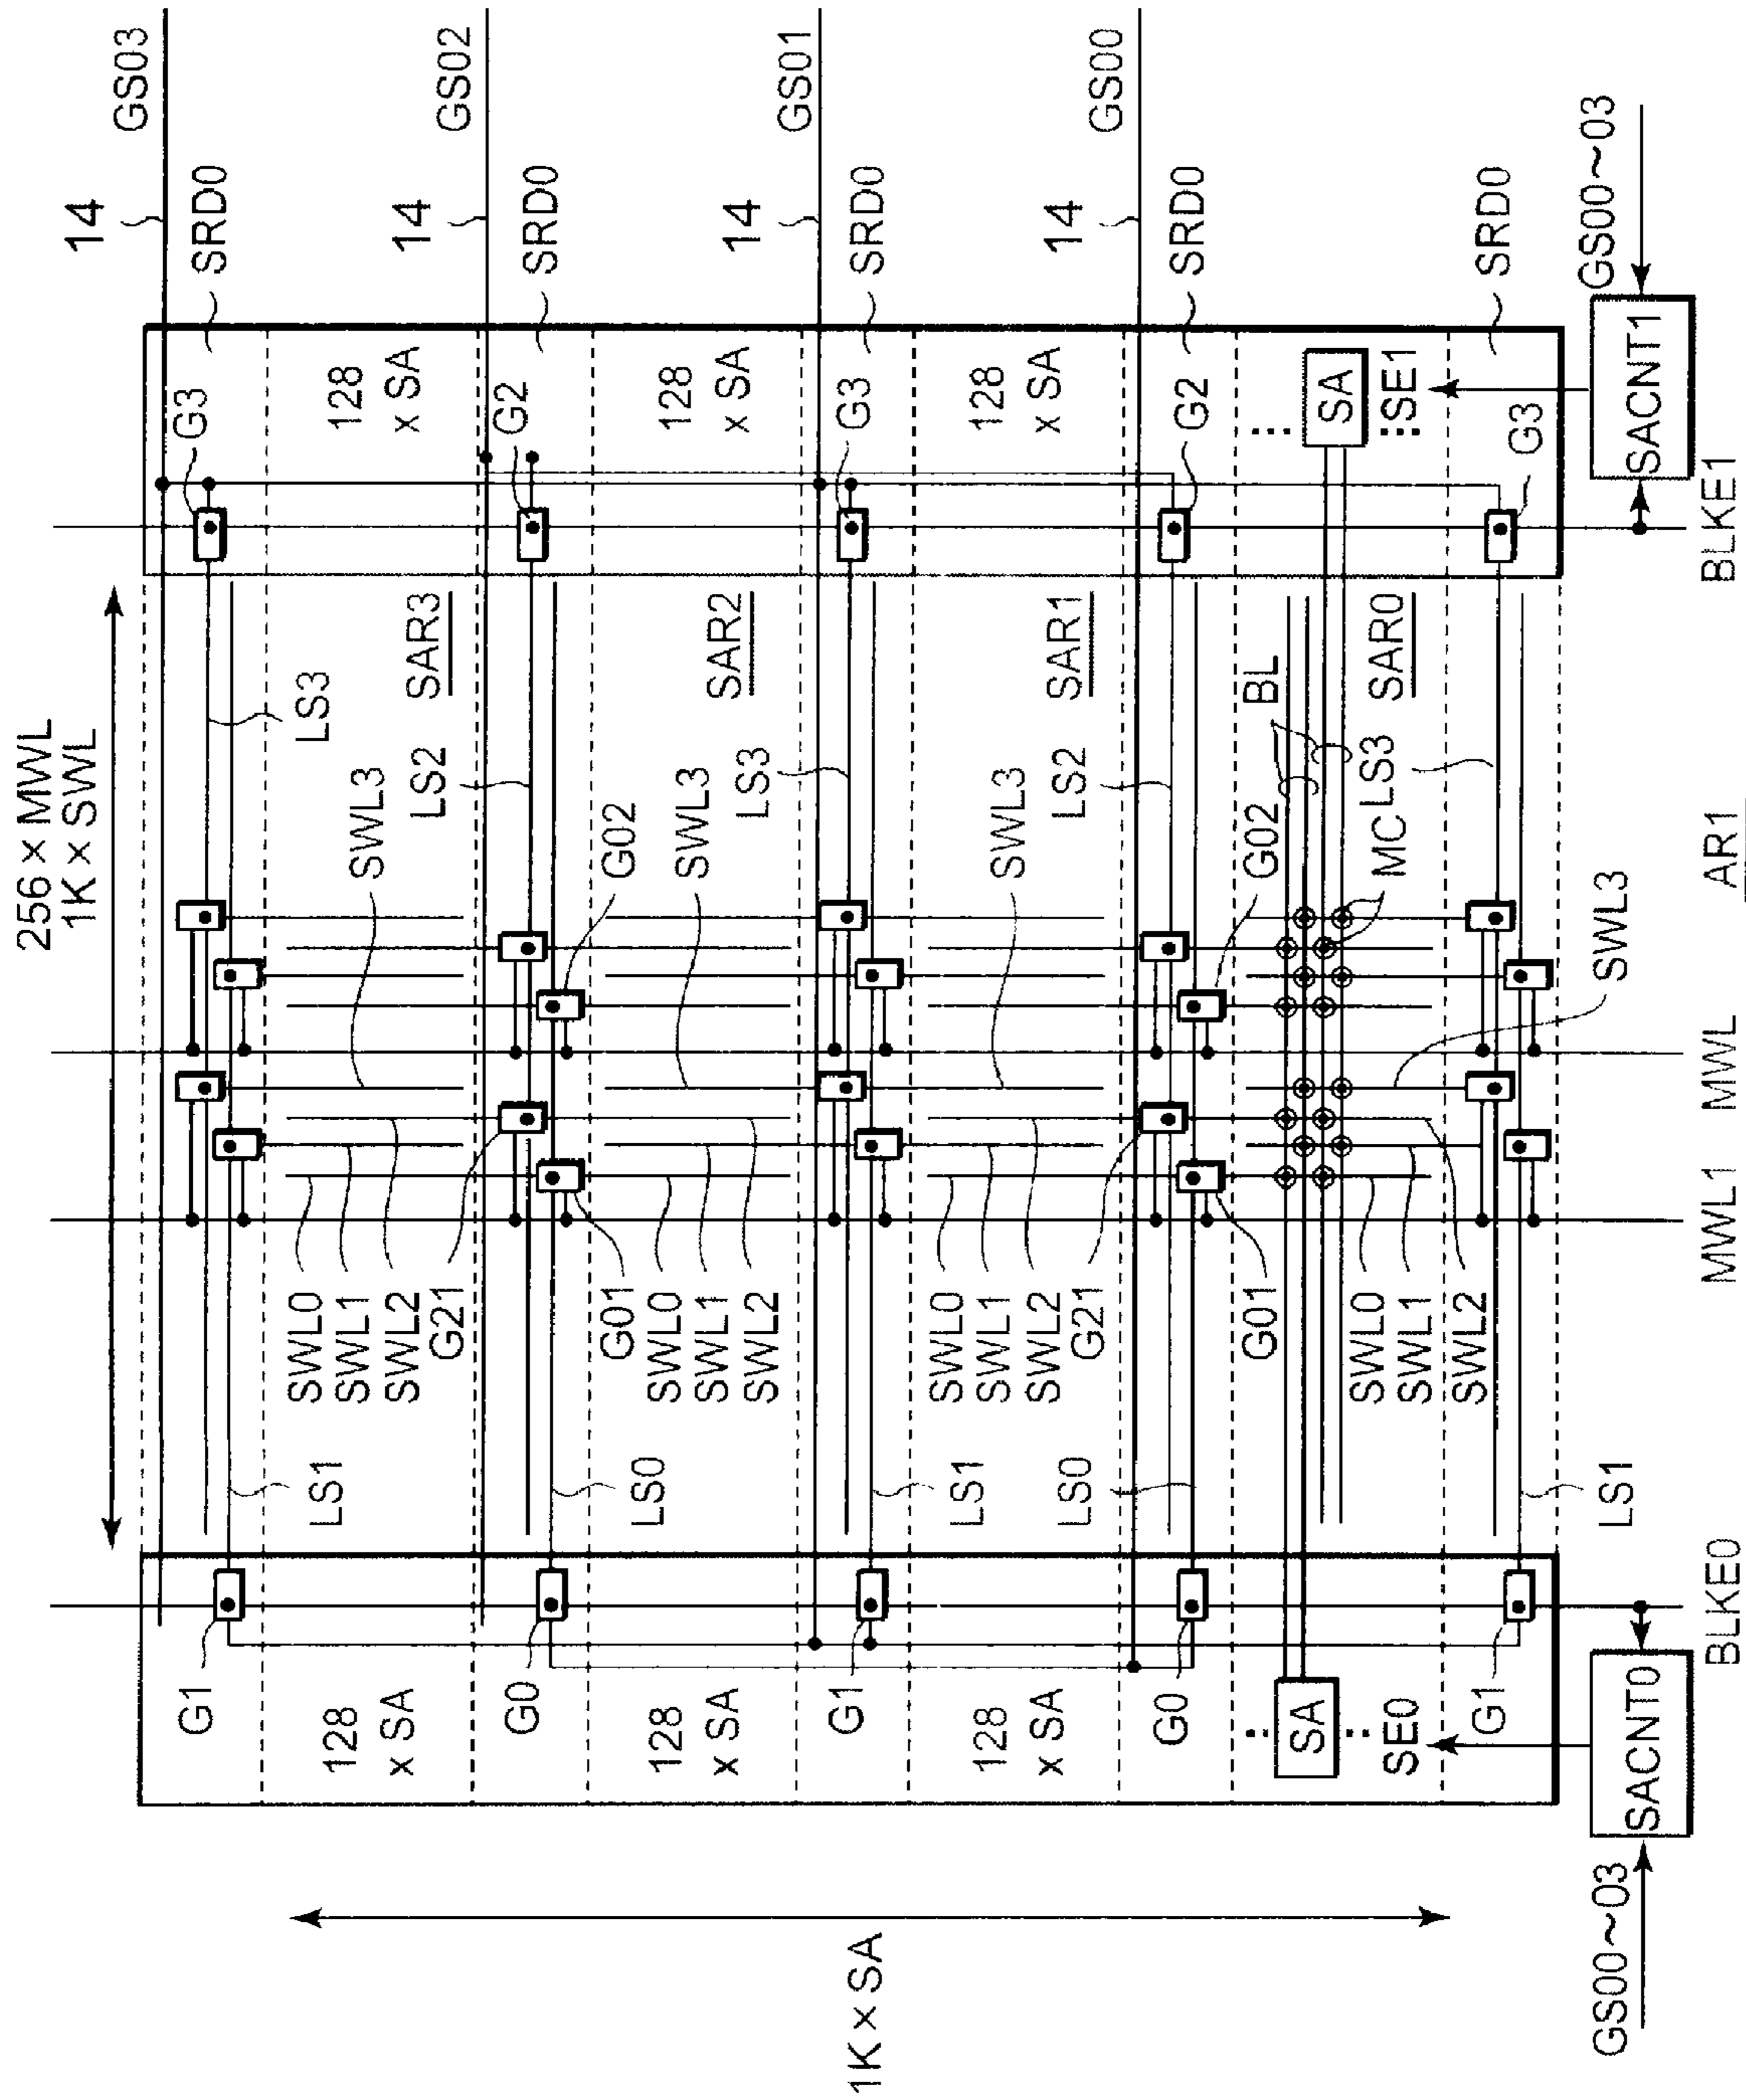 GS03
GS02
GS01
GS00
14
14
14
14
SRD0
SRD0
SRD0
SRD0
SRD0
GS00~03
G3
128
x SA
G2
128
x SA
G3
128
x SA
G2
SA
SE1
G3
SACNT1
BLKE1
256×MWL
1K×SWL
LS3
SAR3
SAR2
SAR1
BL
SAR0
SWL3
LS2
G02
SWL3
LS3
SWL3
LS2
G02
MC
LS3
SWL3
AR1
MWL
MWL1
SWL0
SWL1
SWL2
G21
G01
SWL0
SWL1
SWL2
SWL0
SWL1
SWL2
G21
G01
SWL0
SWL1
SWL2
LS1
LS0
LS1
LS0
LS1
BLKE0
G1
128
x SA
G0
128
x SA
G1
128
x SA
G0
SA
SE0
G1
SACNT0
GS00~03
1K×SA